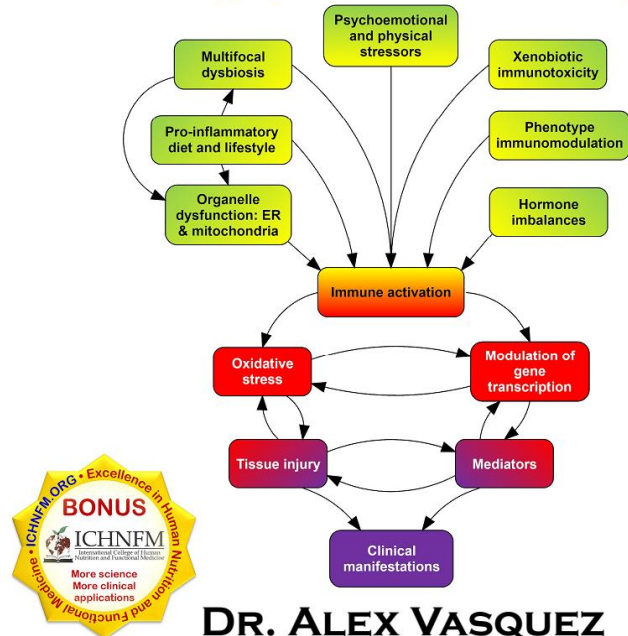 Psychoemotional
and physical
stressors
Multifocal
dysbiosis
Xenobiotic
immunotoxicity
Pro-inflammatory
diet and lifestyle
Phenotype
immunomodulation
Organelle
dysfunction: ER
& mitochondria
Hormone
imbalances
Immune activation
Oxidative
stress
Modulation of
gene
transcription
Tissue injury
Mediators
Clinical
manifestations
ICHNFM.ORG • Excellence in Human Nutrition and Functional Medicine •
BONUS
ICHNFM
International College of Human
Nutrition and Functional Medicine
More science
More clinical
applications
DR. ALEX VASQUEZ